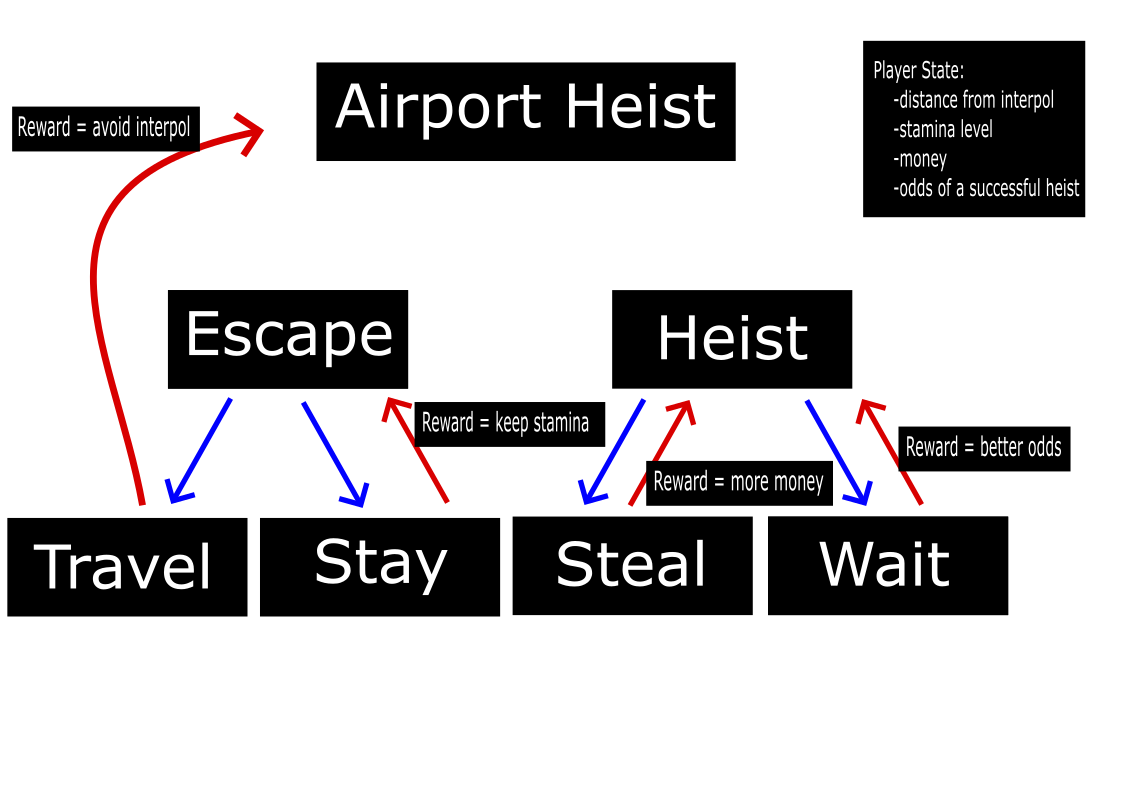 Airport Heist
Player State:
-distance from interpol
-stamina level
-money
-odds of a successful heist
Reward = avoid interpol
Escape
Heist
Reward = keep stamina
Reward = better odds
Reward = more money
Travel
Stay
Steal
Wait